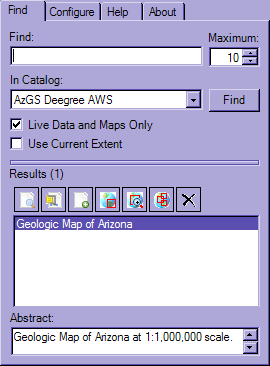 Find Configure Help About
Find: Maximum:
10
In Catalog:
AzGS Deegree AWS Find
Live Data and Maps Only
Use Current Extent
Results (1)
Geologic Map of Arizona
Abstract:
Geologic Map of Arizona at 1:1,000,000 scale.